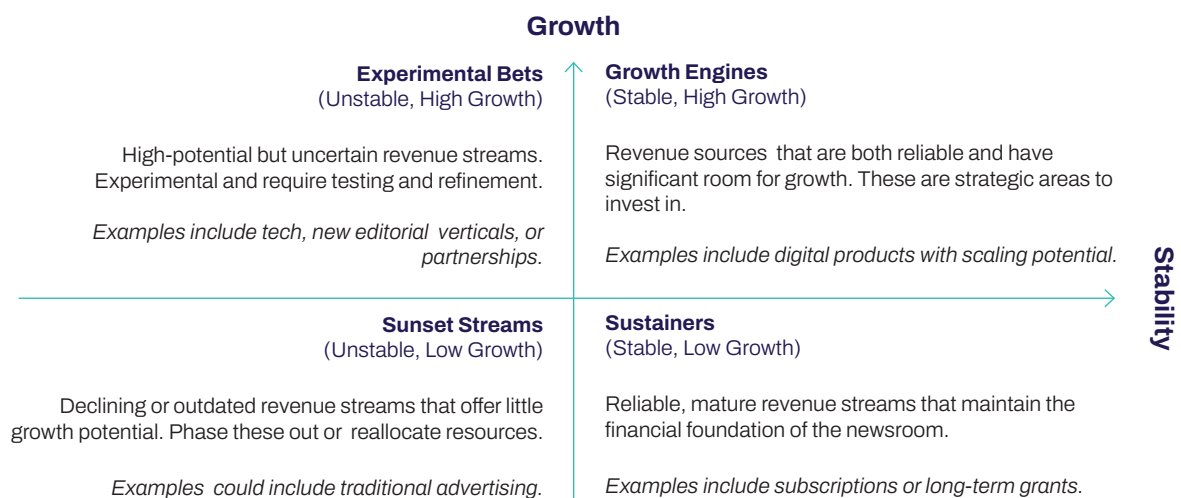 Growth
Experimental Bets
(Unstable, High Growth)
High-potential but uncertain revenue streams.
Experimental and require testing and refinement.
Examples include tech, new editorial verticals, or
partnerships.
Growth Engines
(Stable, High Growth)
Revenue sources that are both reliable and have
significant room for growth. These are strategic areas to
invest in.
Examples include digital products with scaling potential.
Stability
Sunset Streams
(Unstable, Low Growth)
Declining or outdated revenue streams that offer little
growth potential. Phase these out or reallocate resources.
Examples could include traditional advertising.
Sustainers
(Stable, Low Growth)
Reliable, mature revenue streams that maintain the
financial foundation of the newsroom.
Examples include subscriptions or long-term grants.